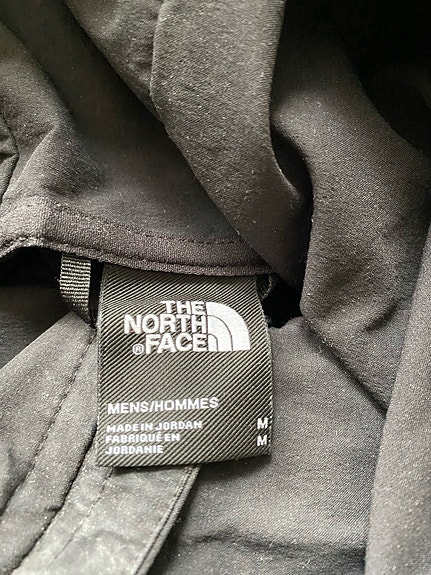 THE
NORTH
® FACE
MENS/HOMMES
MADE IN JORDAN M
FABRIQUÉ EN M
JORDANIE